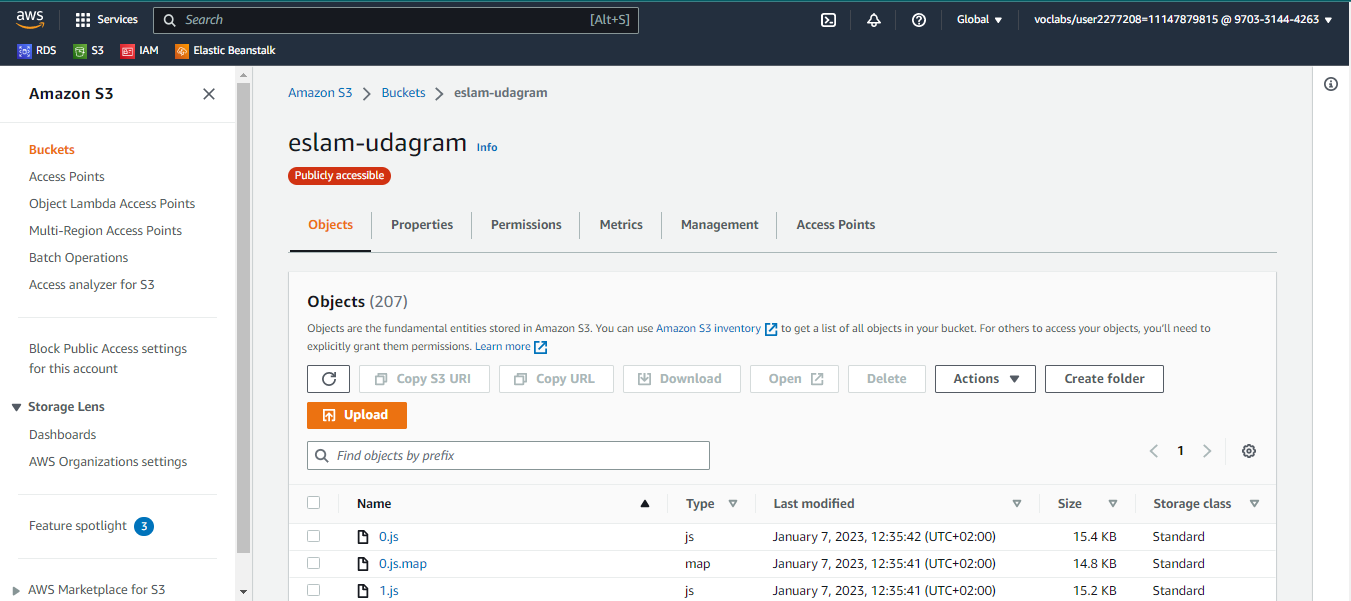 aws
Services
Search
[Alt+S]
Global
voclabs/user2277208=11147879815 @ 9703-3144-4263
RDS
S3
IAM
Elastic Beanstalk
Amazon S3
Buckets
Access Points
Object Lambda Access Points
Multi-Region Access Points
Batch Operations
Access analyzer for S3
Block Public Access settings
for this account
Storage Lens
Dashboards
AWS Organizations settings
Feature spotlight 3
AWS Marketplace for S3
Amazon S3 > Buckets > eslam-udagram
eslam-udagram Info
Publicly accessible
Objects
Properties
Permissions
Metrics
Management
Access Points
Objects (207)
Objects are the fundamental entities stored in Amazon S3. You can use Amazon S3 inventory to get a list of all objects in your bucket. For others to access your objects, you'll need to
explicitly grant them permissions. Learn more
Copy S3 URI
Copy URL
Download
Open
Delete
Actions
Create folder
Upload
Find objects by prefix
1
Name Type Last modified Size Storage class
0.js js January 7, 2023, 12:35:42 (UTC+02:00) 15.4 KB Standard
0.js.map map January 7, 2023, 12:35:41 (UTC+02:00) 14.8 KB Standard
1.js js January 7, 2023, 12:35:41 (UTC+02:00) 15.2 KB Standard